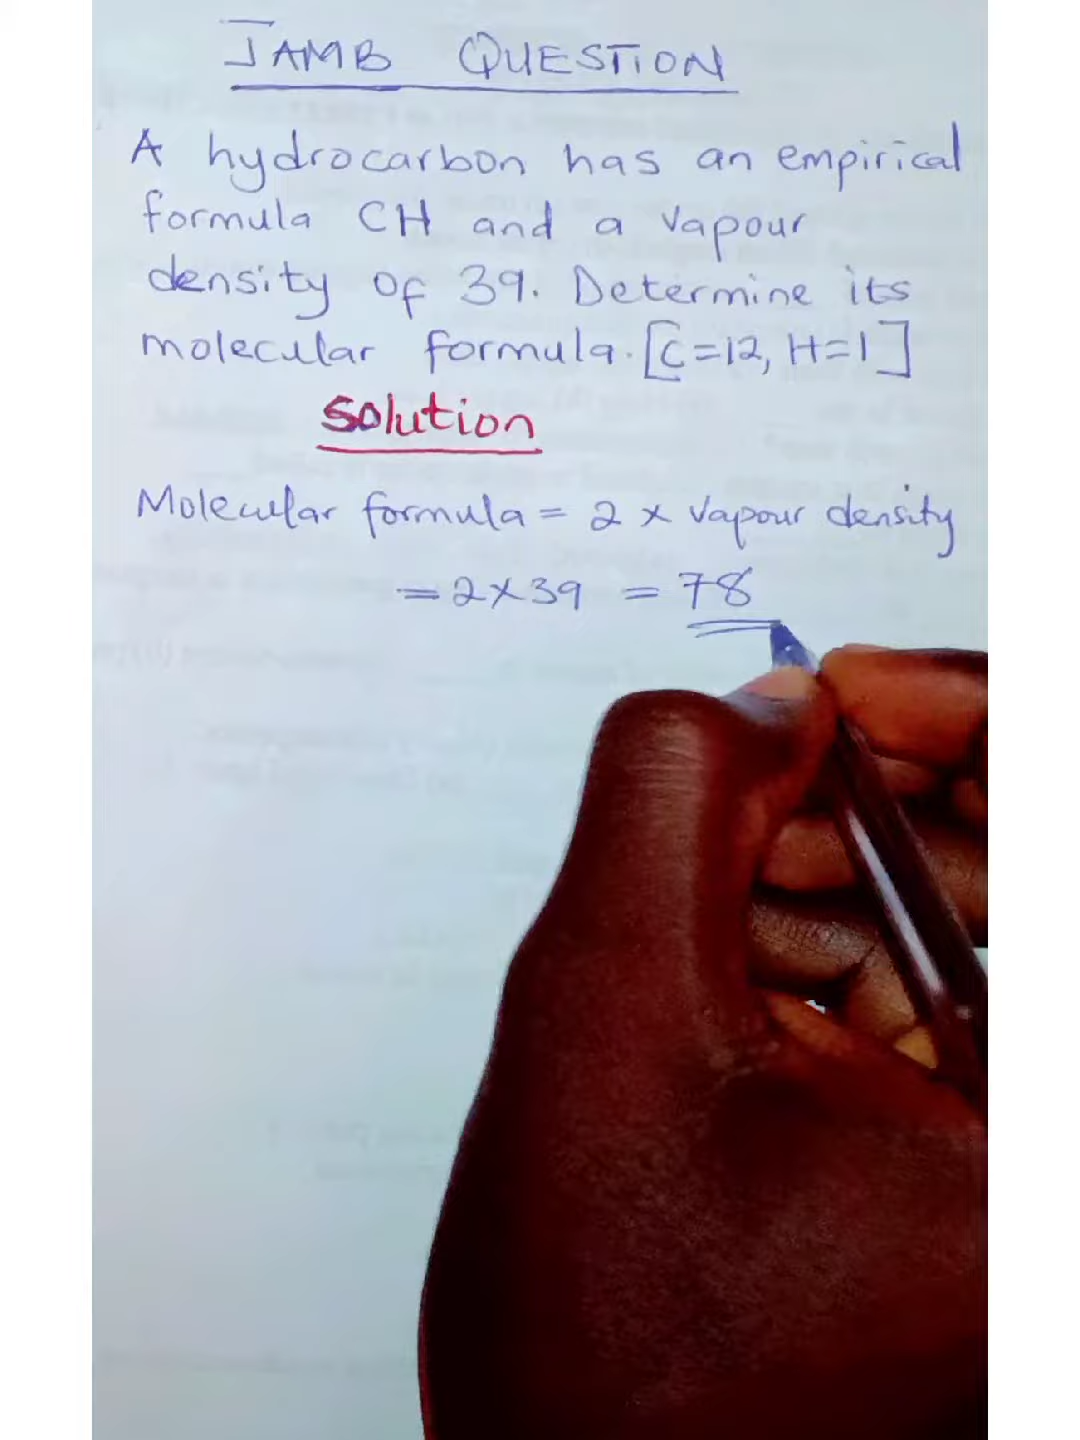 JAMB QUESTION
A hydrocarbon has an empirical
formula CH and a vapour
density of 39. Determine its
molecular formula. [C=12, H=1]
Solution
Molecular formula = 2 x vapour density
= 2x39 = 78